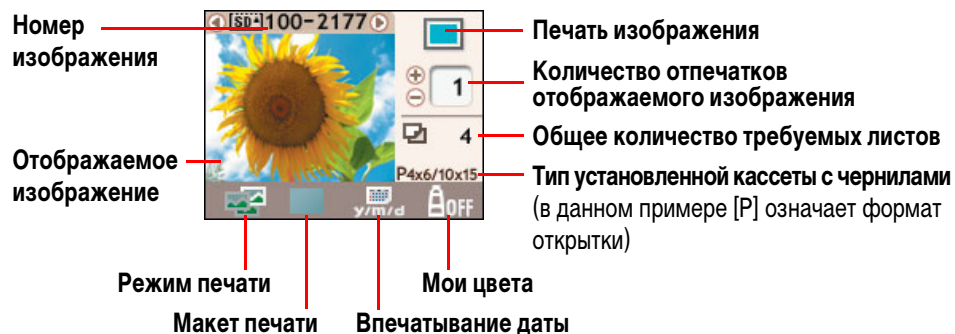 Номер
изображения
Отображаемое
изображение
SD
100-2177
1
4
P4x6/10x15
y/m/d
OFF
Печать изображения
Количество отпечатков
отображаемого изображения
Общее количество требуемых листов
Тип установленной кассеты с чернилами
(в данном примере [P] означает формат
открытки)
Режим печати
Мои цвета
Макет печати
Впечатывание даты